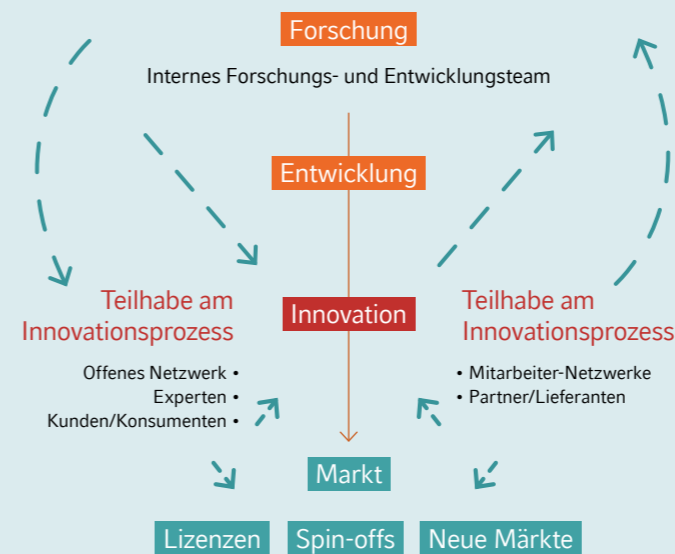 Forschung
Internes Forschungs- und Entwicklungsteam
Entwicklung
Innovation
Teilhabe am
Innovationsprozess
Offenes Netzwerk •
Experten •
Kunden/Konsumenten •
Teilhabe am
Innovationsprozess
• Mitarbeiter-Netzwerke
• Partner/Lieferanten
Markt
Lizenzen
Spin-offs
Neue Märkte